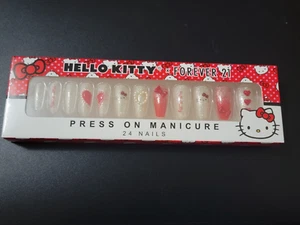 HELLO KITTY × FOREVER 21
PRESS ON MANICURE
24 NAILS